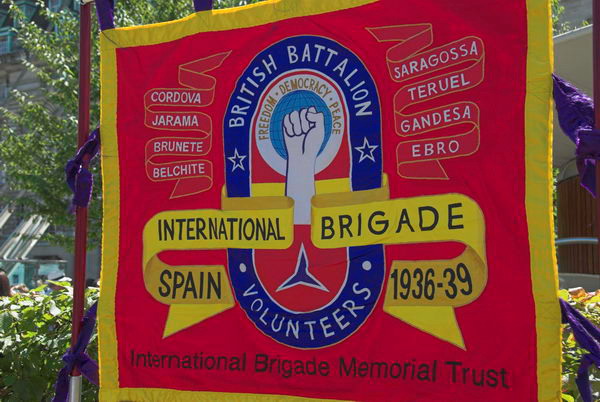 BRITISH BATTALION
FREEDOM • DEMOCRACY • PEACE
CORDOVA
JARAMA
BRUNETE
BELCHITE
SARAGOSSA
TERUEL
GANDESA
EBRO
INTERNATIONAL BRIGADE
SPAIN 1936-39
• VOLUNTEERS •
International Brigade Memorial Trust